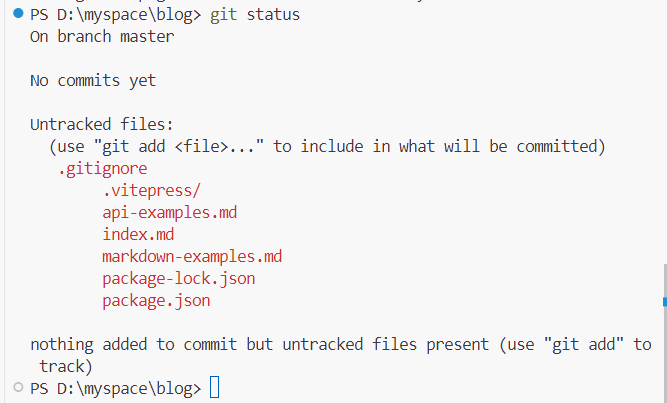 PS D:\myspace\blog> git status
On branch master

No commits yet

Untracked files:
  (use "git add <file>..." to include in what will be committed)
   .gitignore
        .vitepress/
        api-examples.md
        index.md
        markdown-examples.md
        package-lock.json
        package.json

nothing added to commit but untracked files present (use "git add" to
 track)
PS D:\myspace\blog>